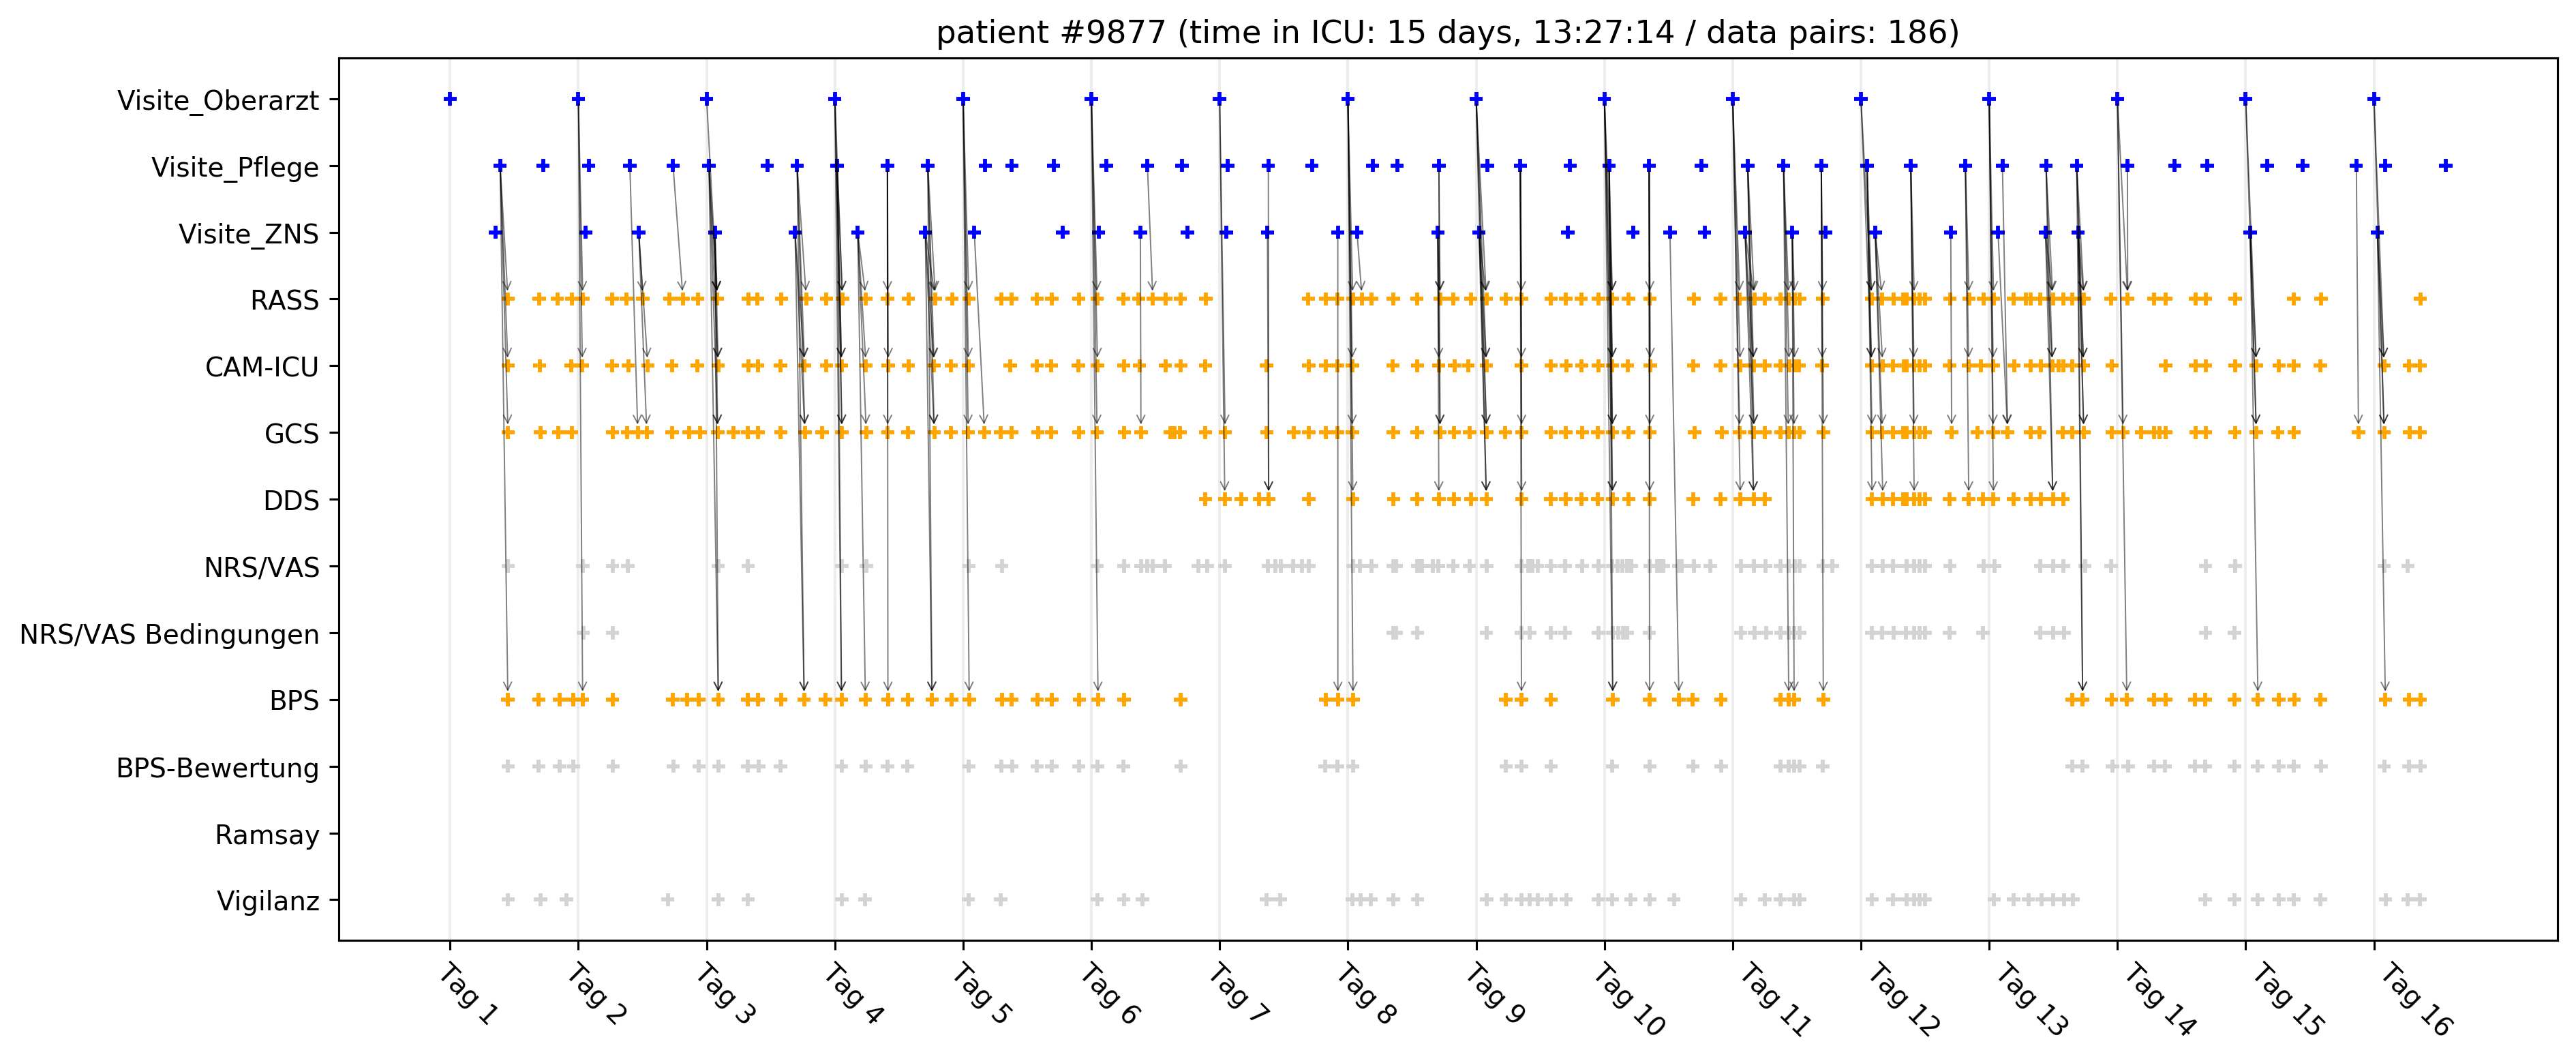 patient #9877 (time in ICU: 15 days, 13:27:14 / data pairs: 186)
Visite_Oberarzt
Visite_Pflege
Visite_ZNS
RASS
CAM-ICU
GCS
DDS
NRS/VAS
NRS/VAS Bedingungen
BPS
BPS-Bewertung
Ramsay
Vigilanz
Tag 1
Tag 2
Tag 3
Tag 4
Tag 5
Tag 6
Tag 7
Tag 8
Tag 9
Tag 10
Tag 11
Tag 12
Tag 13
Tag 14
Tag 15
Tag 16